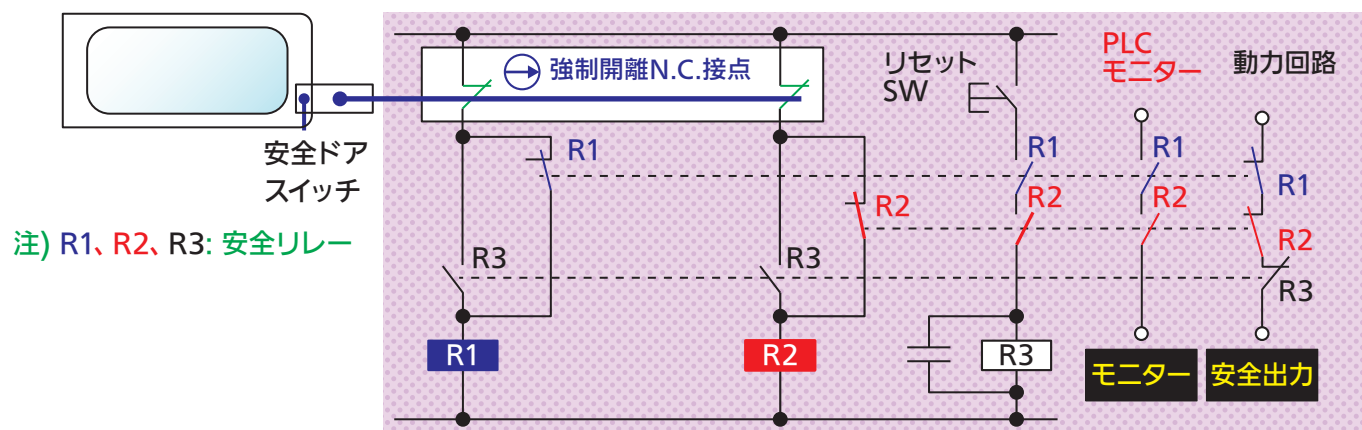 強制開離N.C.接点
リセット
SW
PLC
モニター
動力回路
安全ドア
スイッチ
注) R1、R2、R3: 安全リレー
R1
R1
R1
R1
R2
R2
R2
R2
R3
R3
R3
R1
R2
R3
モニター
安全出力